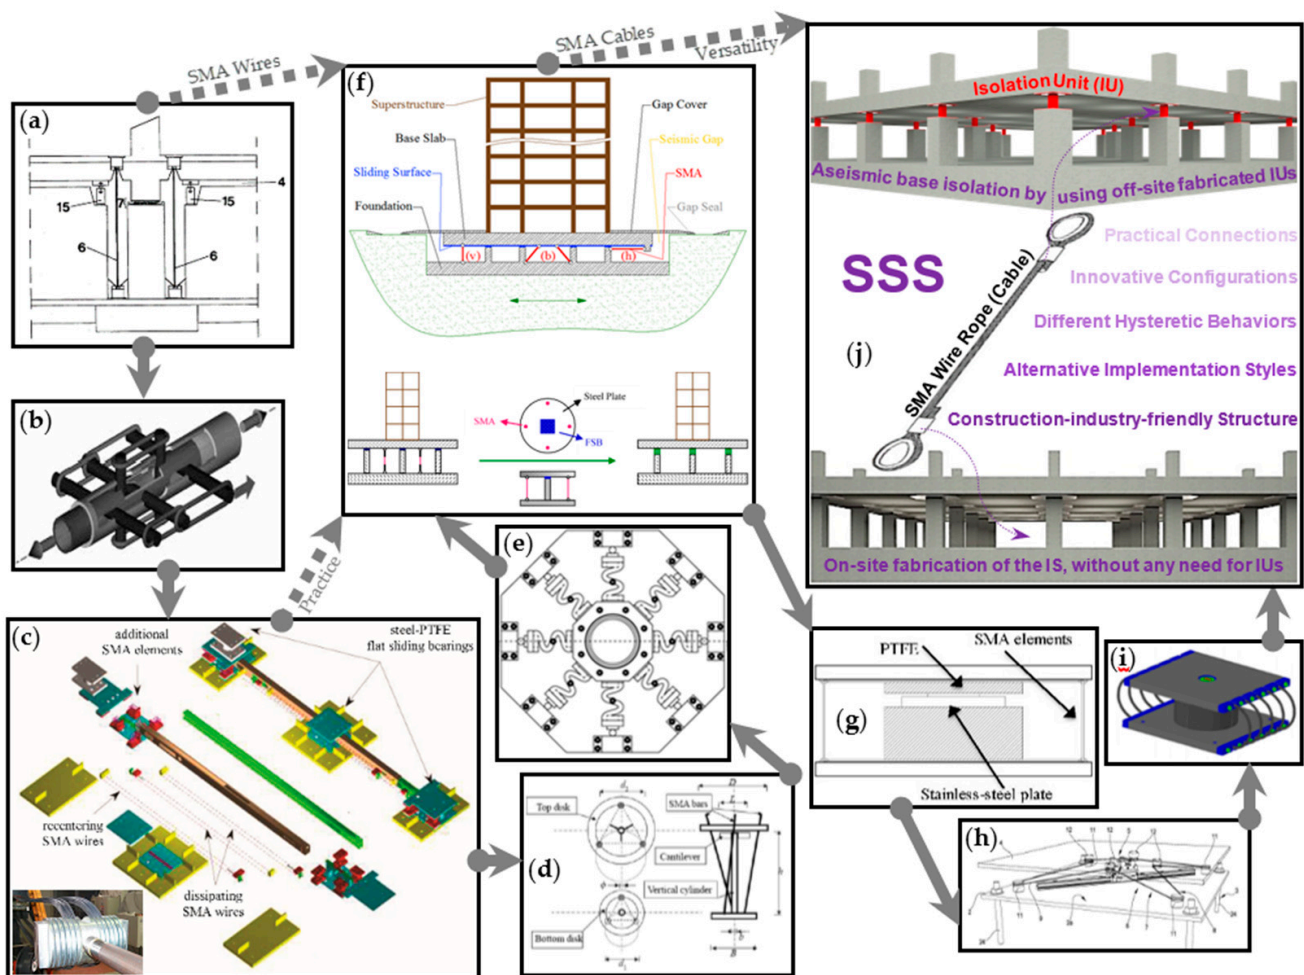 SMA Wires
SMA Cables
Versatility
(a)
4
15
7
15
6
6
(b)
(c)
additional
SMA elements
steel-PTFE
flat sliding bearings
recentering
SMA wires
dissipating
SMA wires
Practice
(f)
Superstructure
Gap Cover
Base Slab
Seismic Gap
Sliding Surface
SMA
Foundation
Gap Seal
(v)
(b)
(h)
Steel Plate
SMA
FSB
(e)
(d)
Top disk
SMA bars
Cantilever
Vertical cylinder
Bottom disk
D
L
(g)
PTFE
SMA elements
Stainless-steel plate
(h)
(i)
Isolation Unit (IU)
Aseismic base isolation by using off-site fabricated IUs
Practical Connections
SSS
Innovative Configurations
Different Hysteretic Behaviors
(j)
SMA Wire Rope (Cable)
Alternative Implementation Styles
Construction-industry-friendly Structure
On-site fabrication of the IS, without any need for IUs